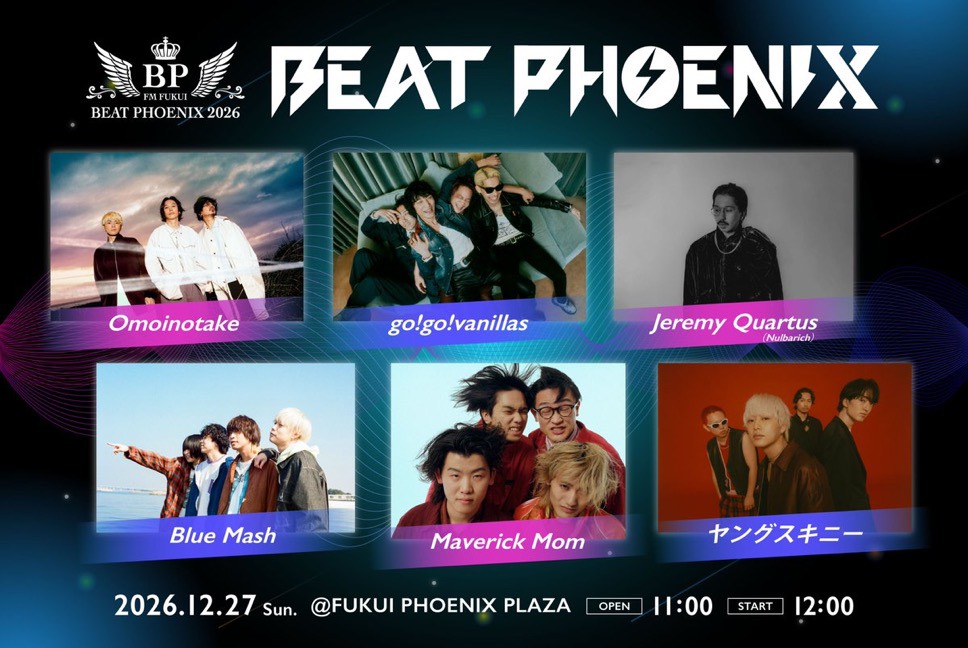 BP
FM FUKUI
BEAT PHOENIX 2026
BEAT PHOENIX
Omoinotake
go!go!vanillas
Jeremy Quartus
(Nulbarich)
Blue Mash
Maverick Mom
ヤングスキニー
2026.12.27 Sun. @FUKUI PHOENIX PLAZA OPEN 11:00 START 12:00